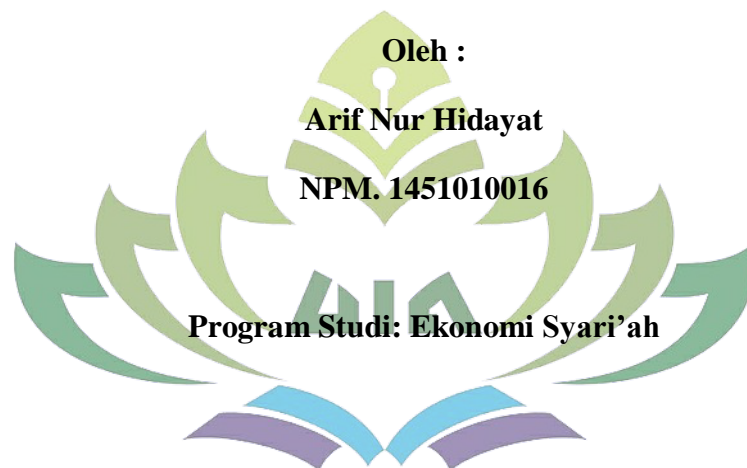 Oleh :
Arif Nur Hidayat
NPM. 1451010016
Program Studi: Ekonomi Syari’ah